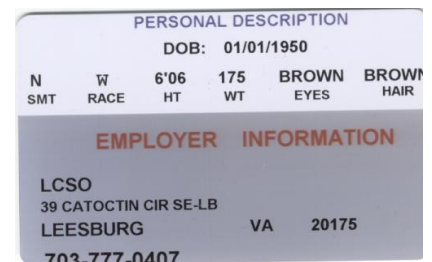 PERSONAL DESCRIPTION
DOB: 01/01/1950
N W 6'06 175 BROWN BROWN
SMT RACE HT WT EYES HAIR
EMPLOYER INFORMATION
LCSO
39 CATOCTIN CIR SE-LB
LEESBURG VA 20175
703-777-0407